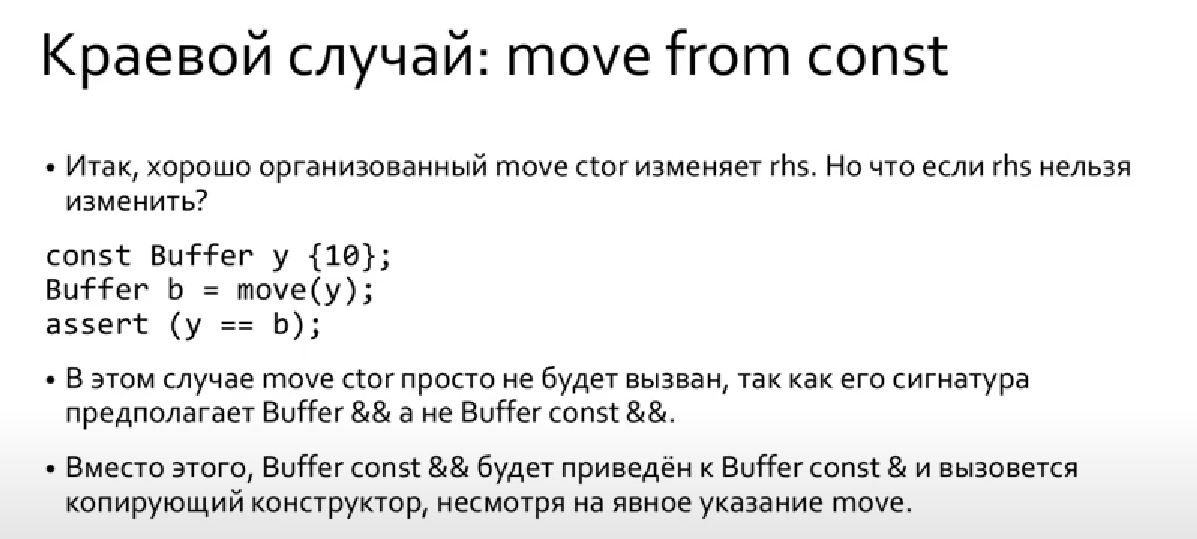 Краевой случай: move from const
• Итак, хорошо организованный move ctor изменяет rhs. Но что если rhs нельзя
изменить?
const Buffer y {10};
Buffer b = move(y);
assert (y == b);
• В этом случае move ctor просто не будет вызван, так как его сигнатура
предполагает Buffer && а не Buffer const &&.
• Вместо этого, Buffer const && будет приведён к Buffer const & и вызовется
копирующий конструктор, несмотря на явное указание move.